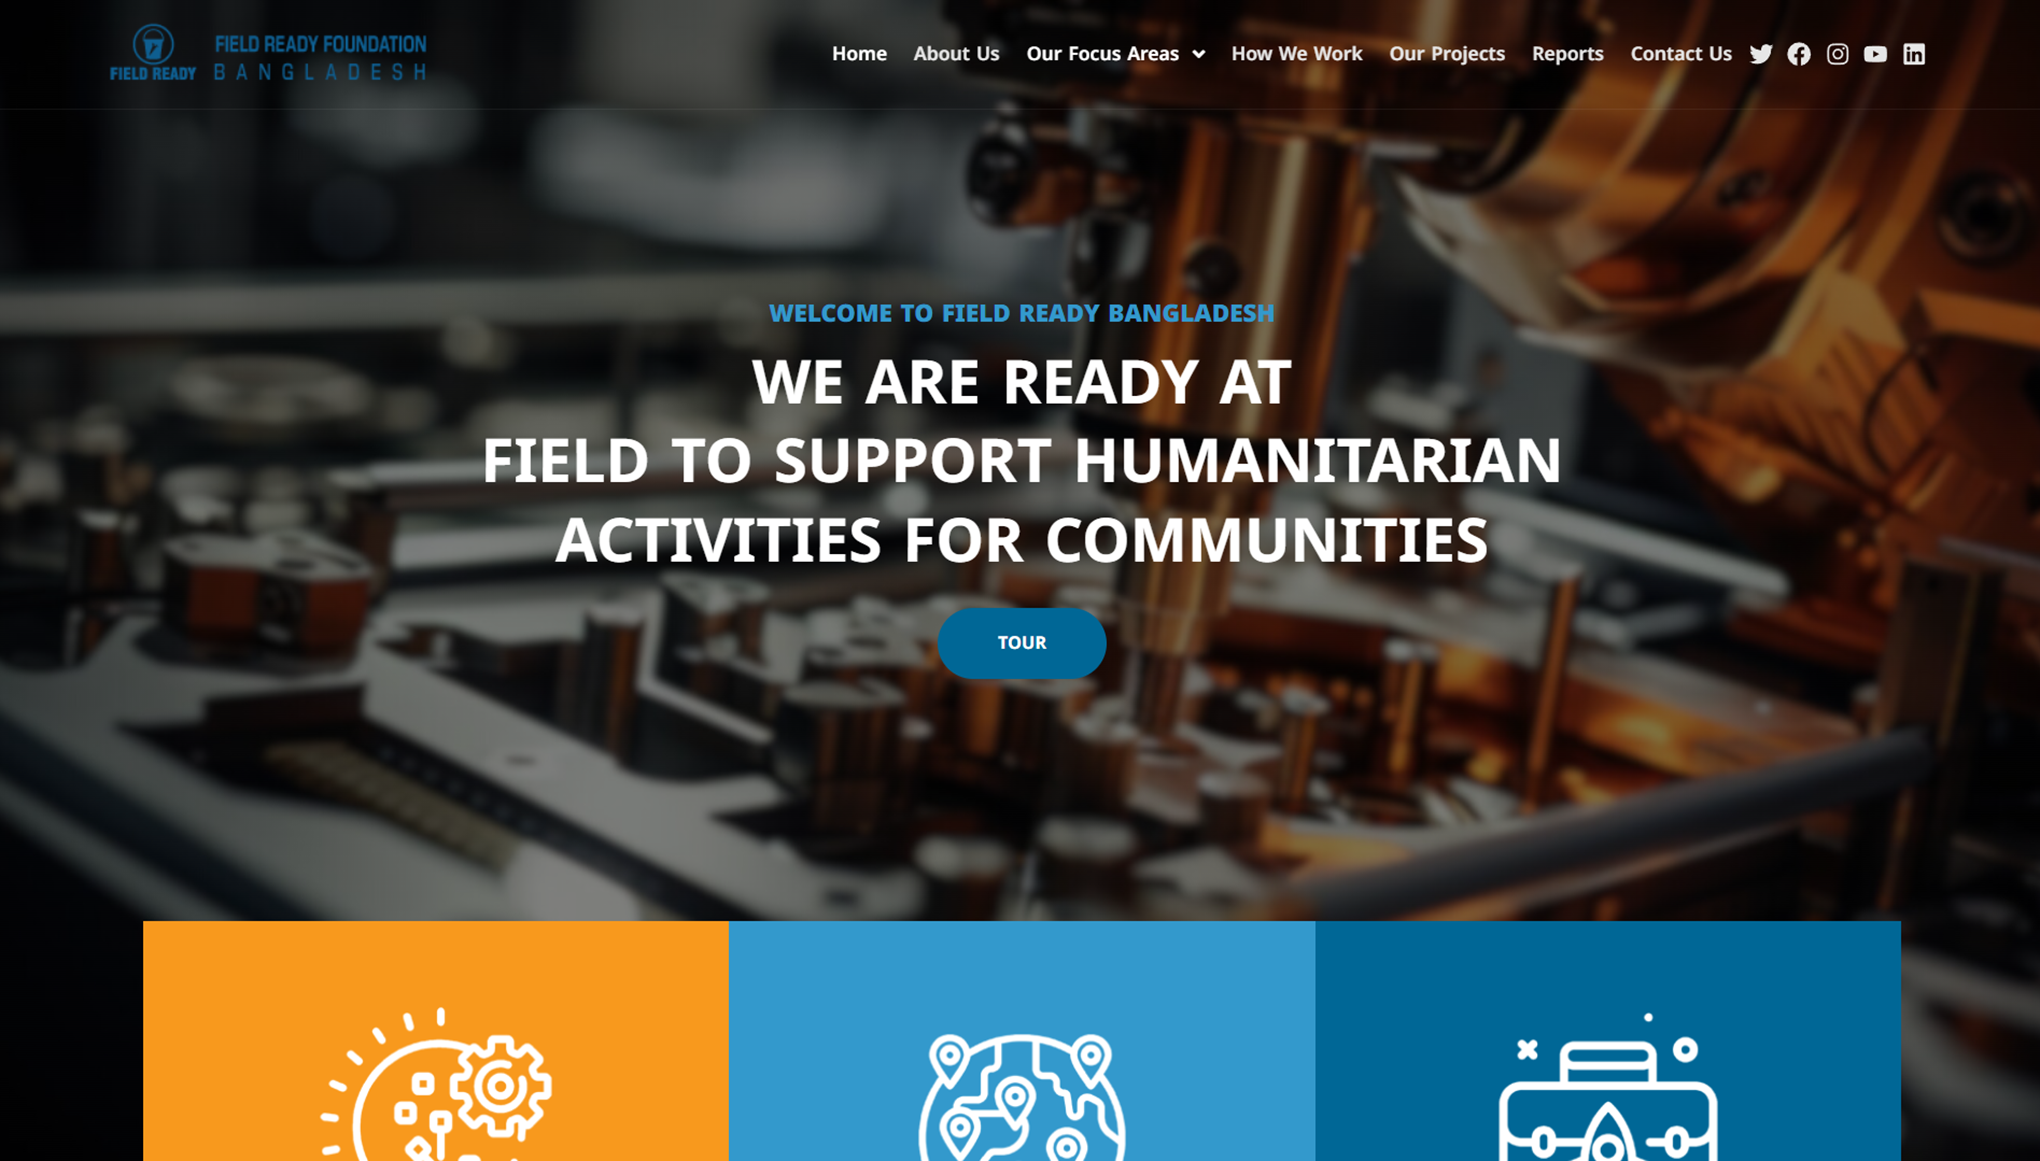 FIELD READY
FIELD READY FOUNDATION
BANGLADESH
Home
About Us
Our Focus Areas
How We Work
Our Projects
Reports
Contact Us
WELCOME TO FIELD READY BANGLADESH
WE ARE READY AT
FIELD TO SUPPORT HUMANITARIAN
ACTIVITIES FOR COMMUNITIES
TOUR